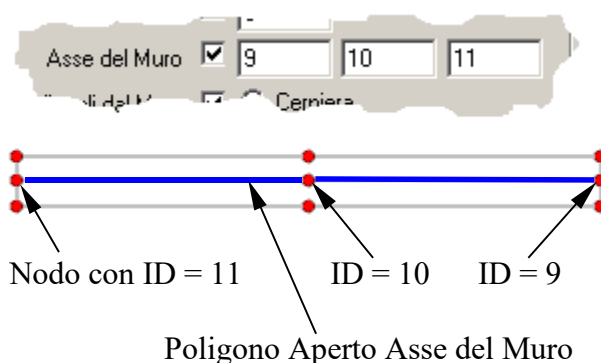 Asse del Muro 9 10 11
Cerniera
Nodo con ID = 11 ID = 10 ID = 9
Poligono Aperto Asse del Muro